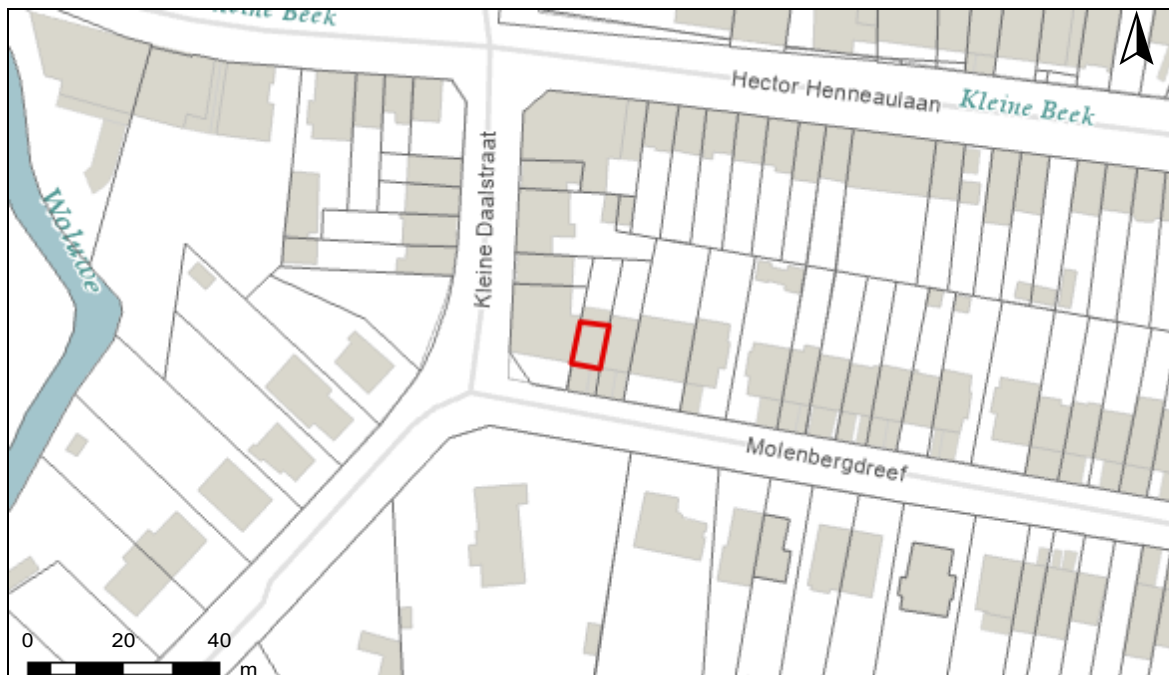 Kleine Beek
Hector Henneaulaan
Kleine Beek
Kleine Daalstraat
Woluwe
Molenbergdreef
0 20 40
m